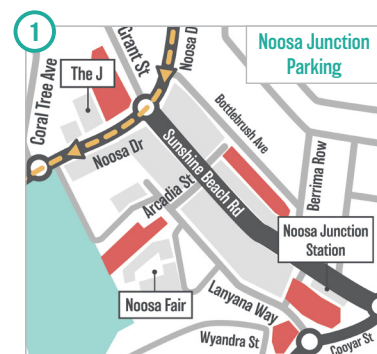 1
Noosa Junction
Parking
Grant St
Noosa D
Coral Tree Ave
The J
Bottlebrush Ave
Noosa Dr
Sunshine Beach Rd
Arcadia St
Berrima Row
Noosa Junction
Station
Noosa Fair
Lanyana Way
Wyandra St
Cooyar St